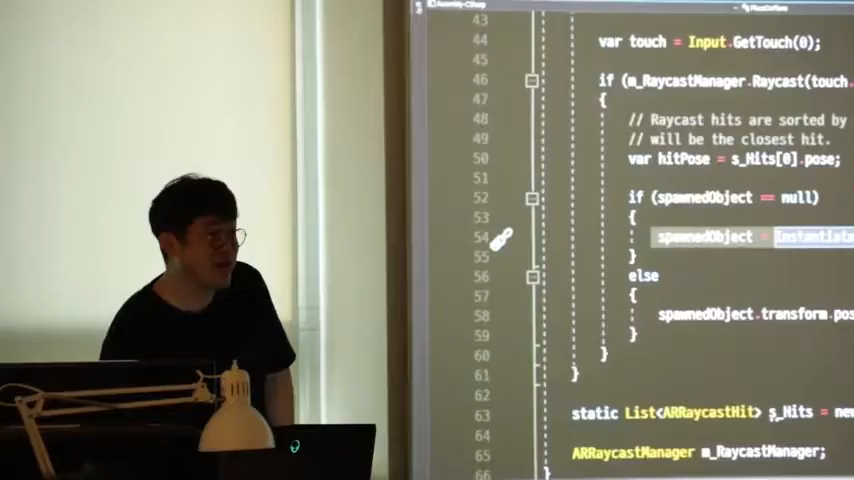 Assembly-CSharp
43
44 var touch = Input.GetTouch(0);
45
46 if (m_RaycastManager.Raycast(touch.
47 {
48 // Raycast hits are sorted by
49 // will be the closest hit.
50 var hitPose = s_Hits[0].pose;
51
52 if (spawnedObject == null)
53 {
54 spawnedObject = Instantiate
55 }
56 else
57 {
58 spawnedObject.transform.pos
59 }
60 }
61 }
62
63 static List<ARRaycastHit> s_Hits = new
64
65 ARRaycastManager m_RaycastManager;
66 }